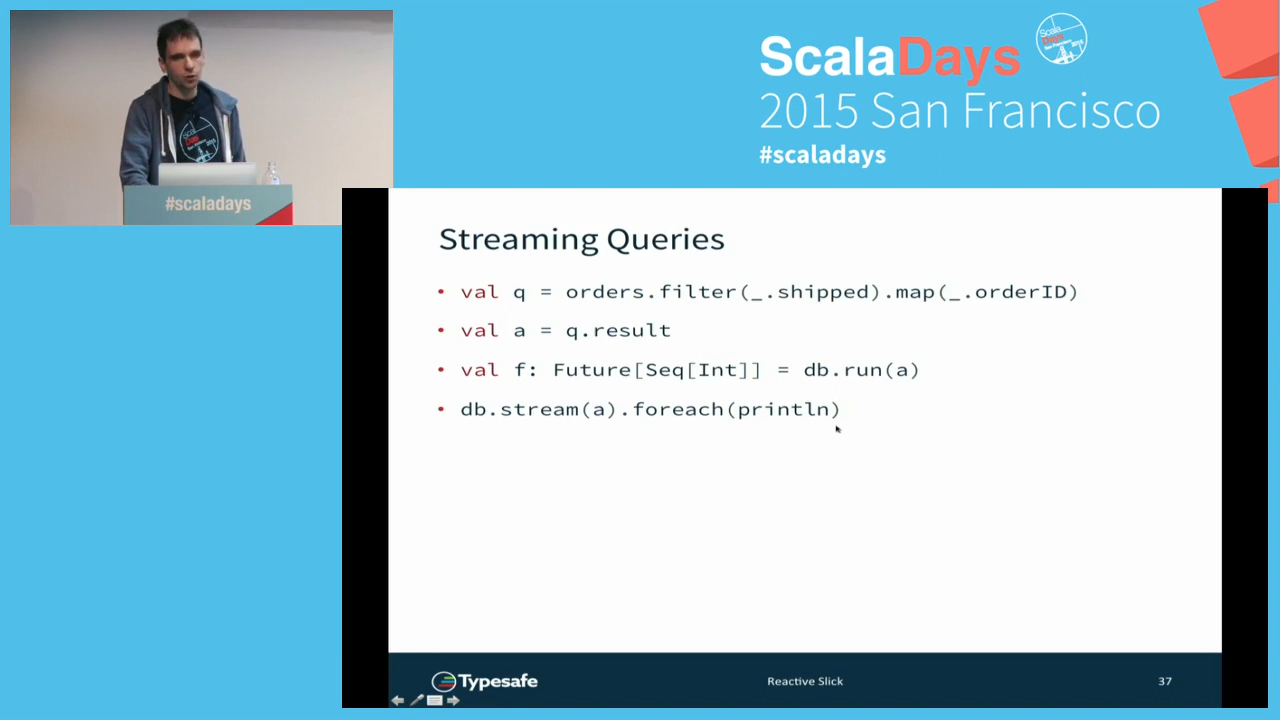 ScalaDays
2015 San Francisco
#scaladays
#scaladays
Streaming Queries
• val q = orders.filter(_.shipped).map(_.orderID)
• val a = q.result
• val f: Future[Seq[Int]] = db.run(a)
• db.stream(a).foreach(println)
Typesafe
Reactive Slick
37